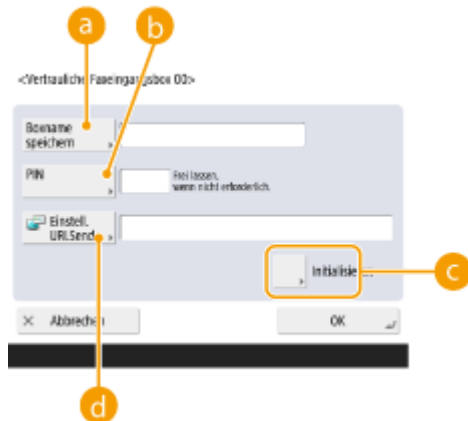 a
b
<Vertrauliche Faxeingangsbox 00>
Boxname
speichern
PIN
Frei lassen,
wenn nicht erforderlich.
Einstell.
URLSend.
Initialisie
c
Abbrechen
OK
d